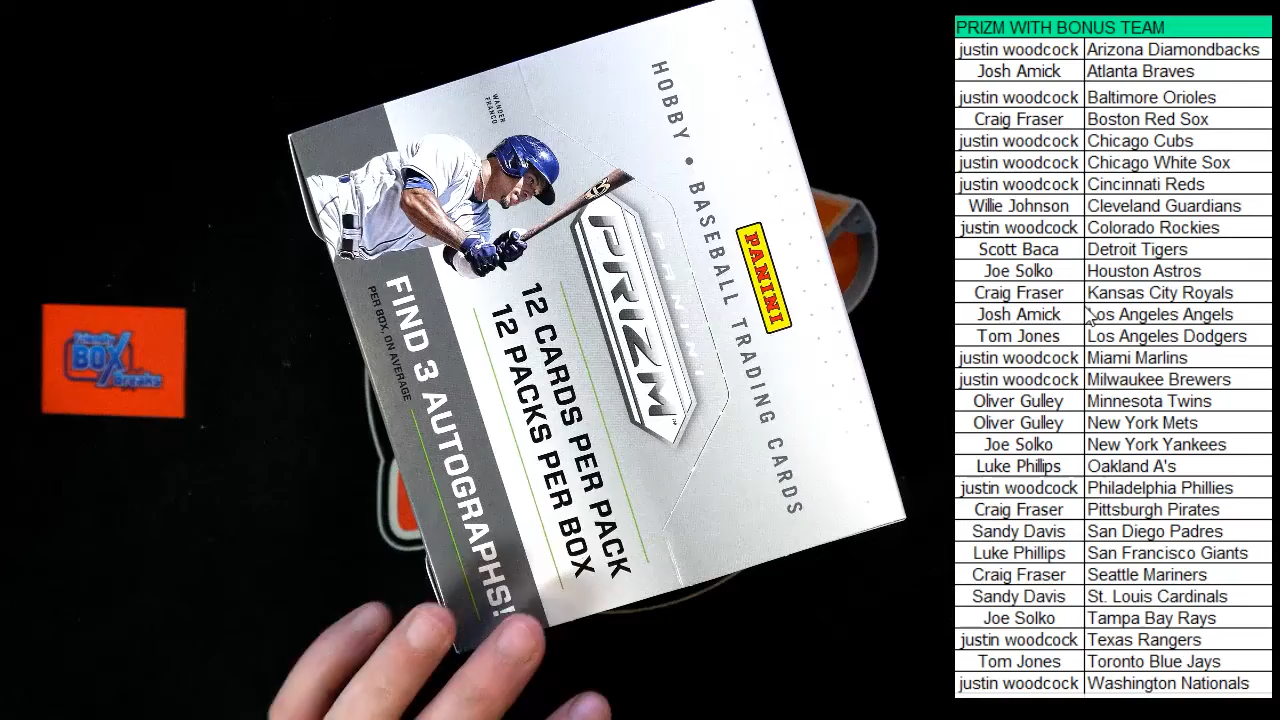 WANDER
FRANCO
HOBBY • BASEBALL TRADING CARDS
PANINI
PANINI
PRIZM
12 CARDS PER PACK
12 PACKS PER BOX
FIND 3 AUTOGRAPHS!
PER BOX, ON AVERAGE
Friendly
BOX
Breaks
PRIZM WITH BONUS TEAM
justin woodcock Arizona Diamondbacks
Josh Amick Atlanta Braves
justin woodcock Baltimore Orioles
Craig Fraser Boston Red Sox
justin woodcock Chicago Cubs
justin woodcock Chicago White Sox
justin woodcock Cincinnati Reds
Willie Johnson Cleveland Guardians
justin woodcock Colorado Rockies
Scott Baca Detroit Tigers
Joe Solko Houston Astros
Craig Fraser Kansas City Royals
Josh Amick Los Angeles Angels
Tom Jones Los Angeles Dodgers
justin woodcock Miami Marlins
justin woodcock Milwaukee Brewers
Oliver Gulley Minnesota Twins
Oliver Gulley New York Mets
Joe Solko New York Yankees
Luke Phillips Oakland A's
justin woodcock Philadelphia Phillies
Craig Fraser Pittsburgh Pirates
Sandy Davis San Diego Padres
Luke Phillips San Francisco Giants
Craig Fraser Seattle Mariners
Sandy Davis St. Louis Cardinals
Joe Solko Tampa Bay Rays
justin woodcock Texas Rangers
Tom Jones Toronto Blue Jays
justin woodcock Washington Nationals